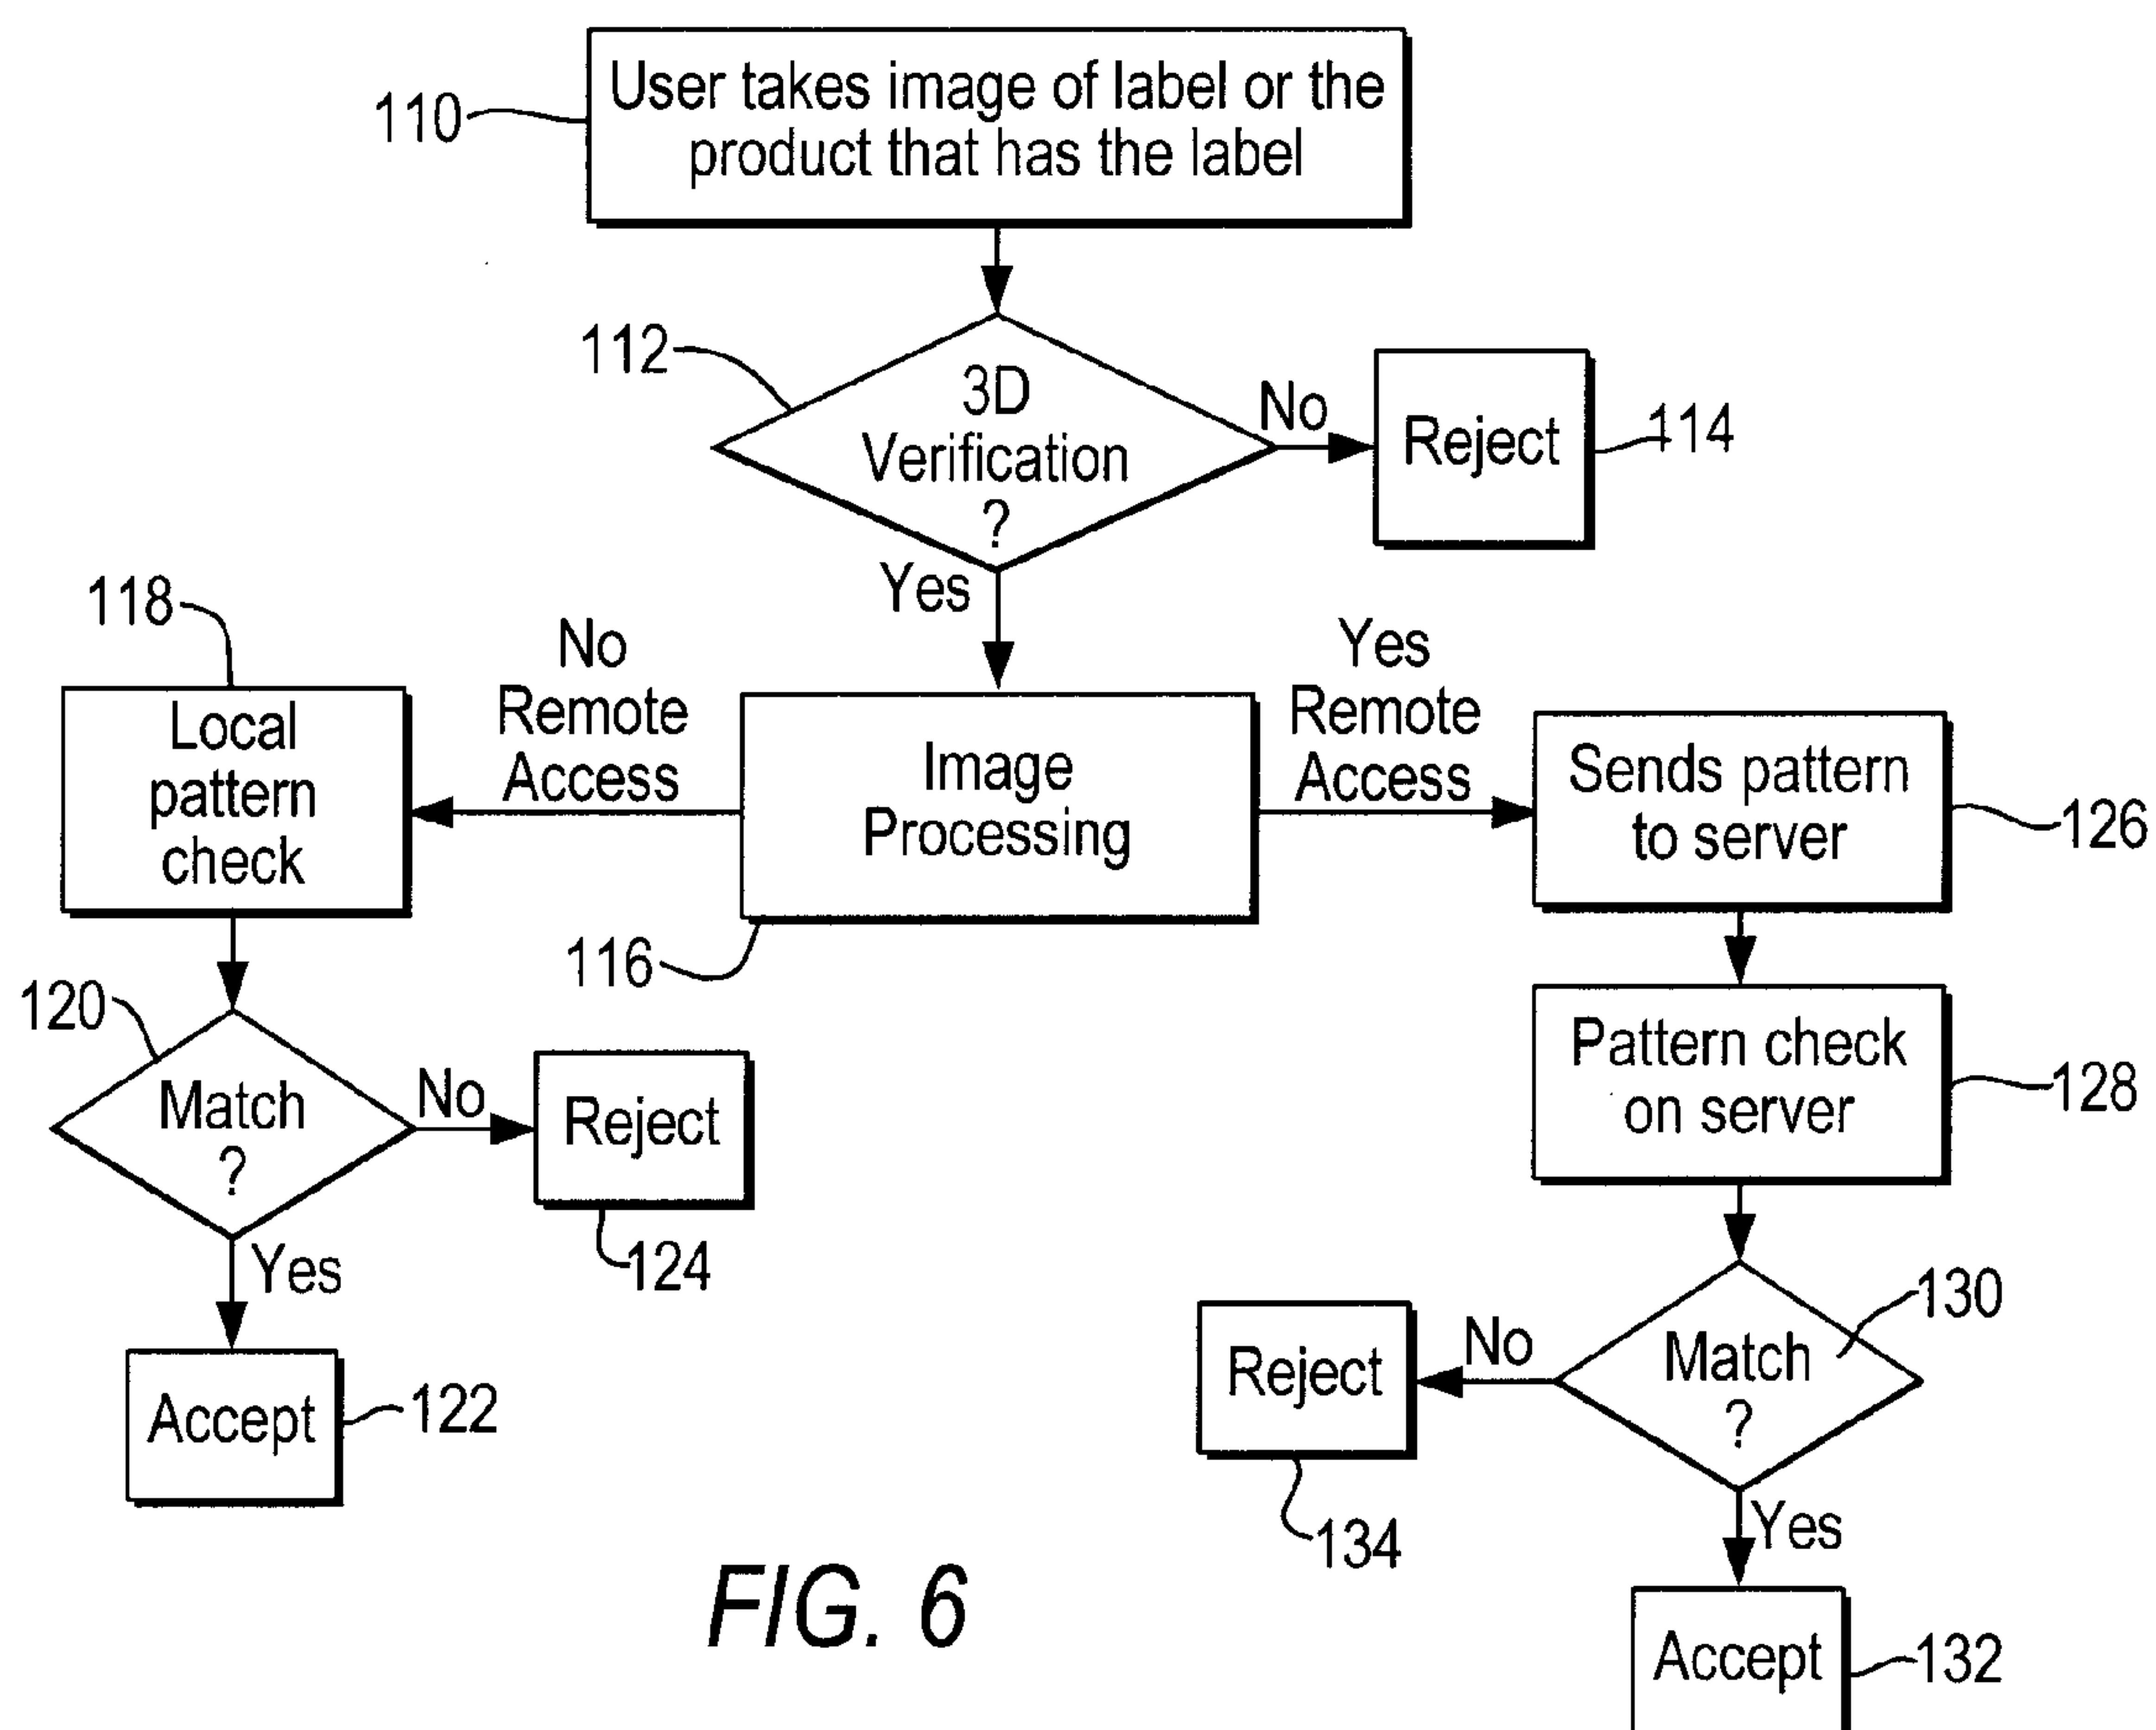 User takes image of label or the
product that has the label
110
112
3D
Verification
?
No
Reject
114
Yes
118
Local
pattern
check
No
Remote
Access
Image
Processing
116
Yes
Remote
Access
Sends pattern
to server
126
120
Match
?
No
Reject
124
Yes
Accept
122
Pattern check
on server
128
130
Match
?
No
Reject
134
Yes
Accept
132
FIG. 6